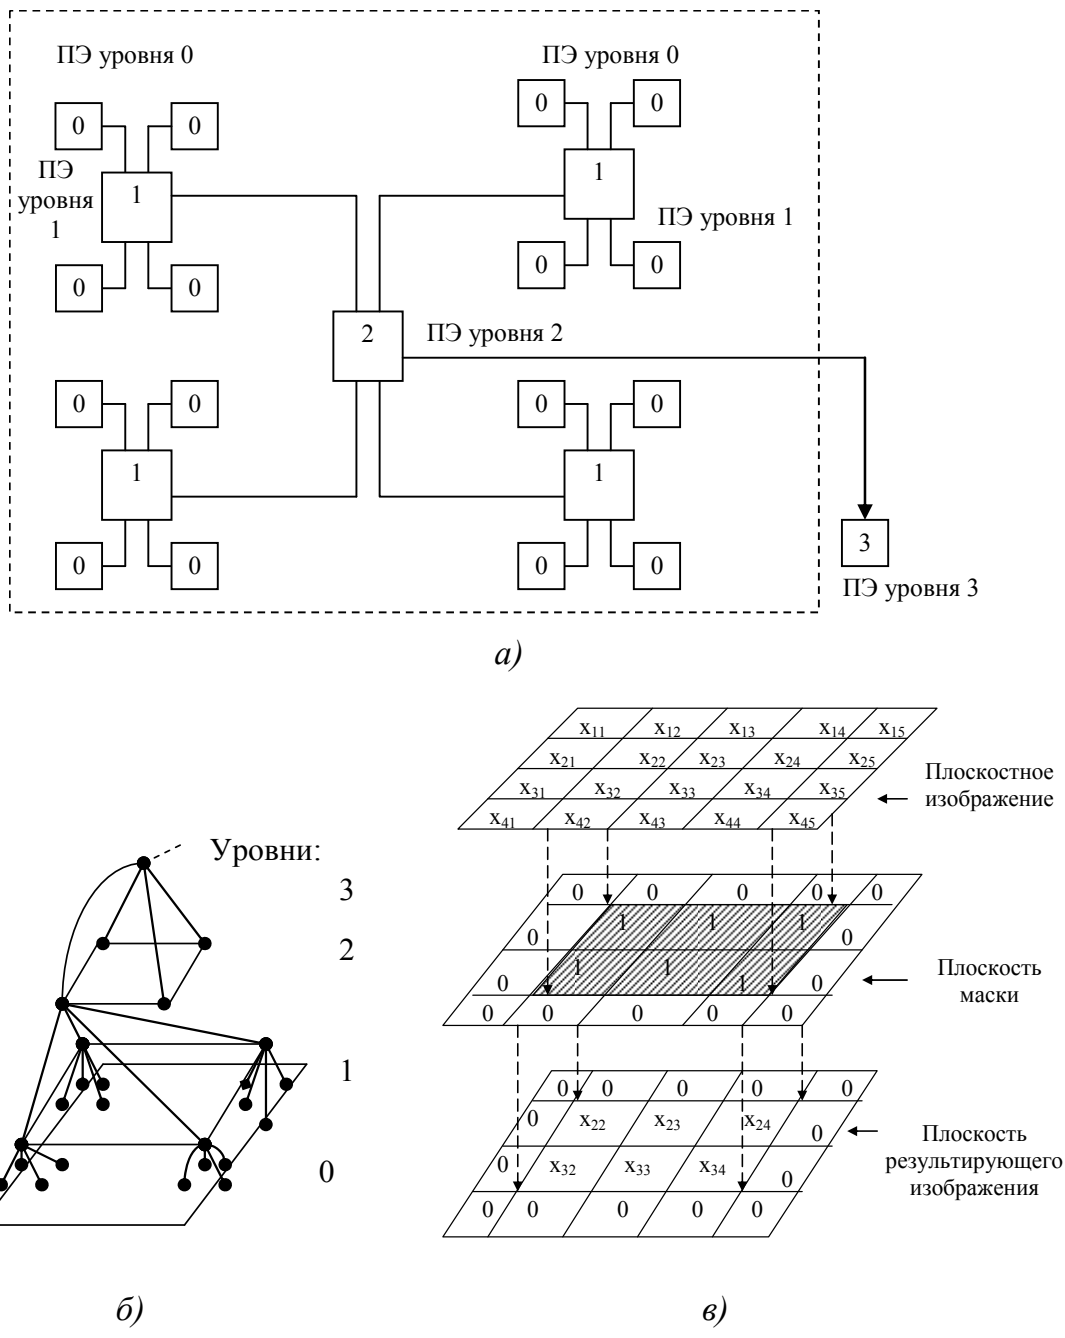 ПЭ уровня 0
ПЭ уровня 0
0 0
0 0
ПЭ
уровня
1
1
1
ПЭ уровня 1
0 0
0 0
2
ПЭ уровня 2
0 0
0 0
1
1
0 0
0 0
3
ПЭ уровня 3
а)
Уровни:
3
2
1
0
б)
x11 x12 x13 x14 x15
x21 x22 x23 x24 x25
x31 x32 x33 x34 x35
x41 x42 x43 x44 x45
Плоскостное
изображение
0 0 0 0 0
0 1 1 1 0
0 1 1 1 0
0 0 0 0 0
Плоскость
маски
0 0 0 0 0
0 x22 x23 x24 0
0 x32 x33 x34 0
0 0 0 0 0
Плоскость
результирующего
изображения
в)